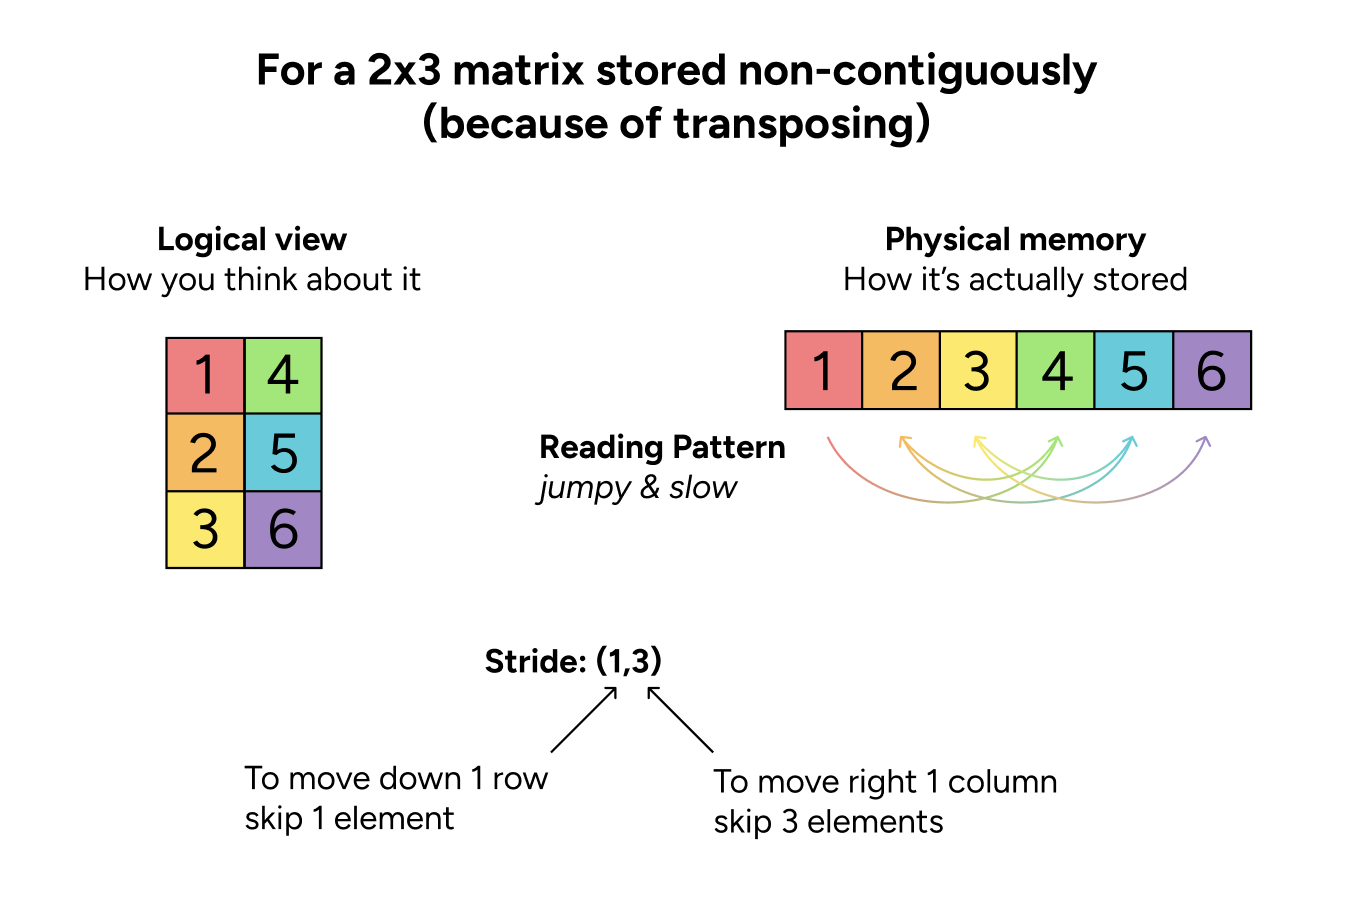 For a 2x3 matrix stored non-contiguously
(because of transposing)
Logical view
How you think about it
1 4
2 5
3 6
Physical memory
How it’s actually stored
1 2 3 4 5 6
Reading Pattern
jumpy & slow
Stride: (1,3)
To move down 1 row
skip 1 element
To move right 1 column
skip 3 elements